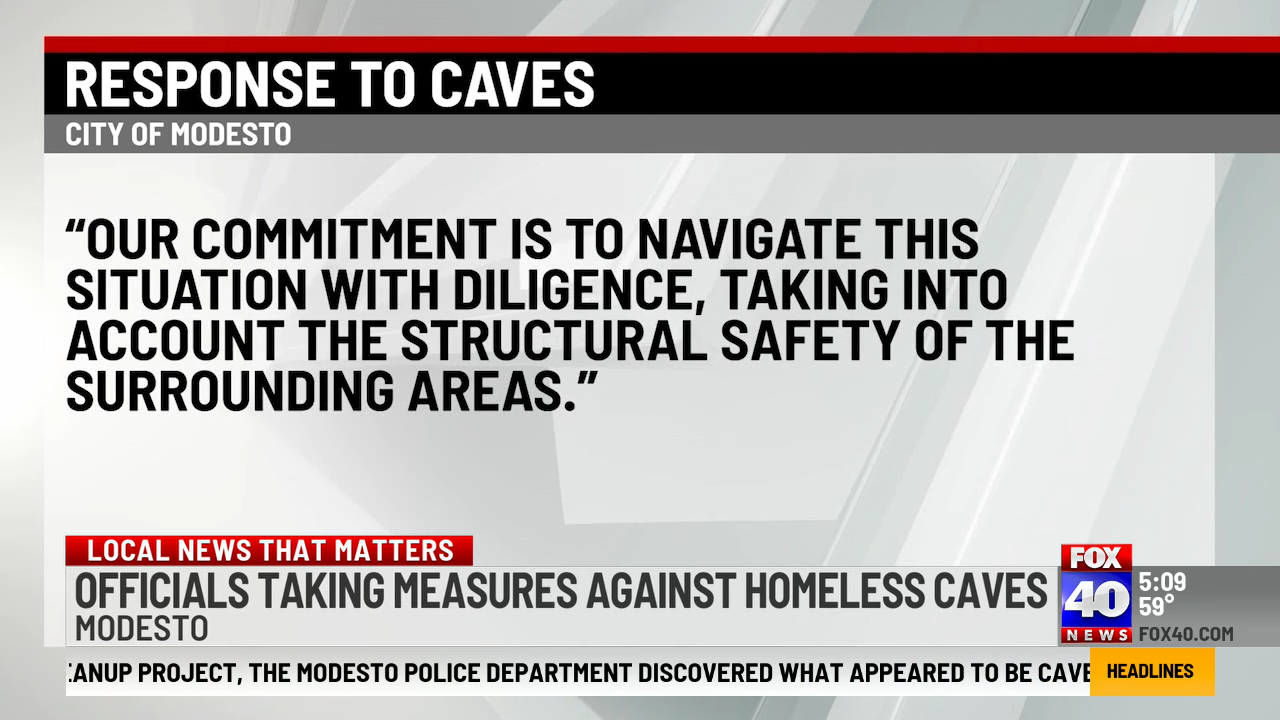 RESPONSE TO CAVES
CITY OF MODESTO
“OUR COMMITMENT IS TO NAVIGATE THIS
SITUATION WITH DILIGENCE, TAKING INTO
ACCOUNT THE STRUCTURAL SAFETY OF THE
SURROUNDING AREAS.”
LOCAL NEWS THAT MATTERS
OFFICIALS TAKING MEASURES AGAINST HOMELESS CAVES
MODESTO
FOX
40
NEWS
5:09
59°
FOX40.COM
PROJECT, THE MODESTO POLICE DEPARTMENT DISCOVERED WHAT APPEARED TO BE CAVE
HEADLINES